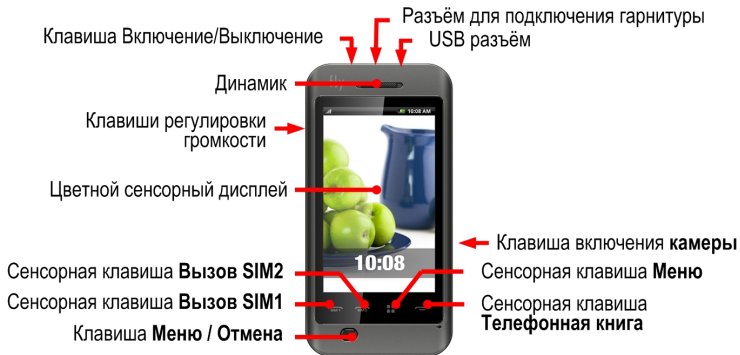 Разъём для подключения гарнитуры
Клавиша Включение/Выключение
USB разъём
Динамик
fly
10:08 AM
Клавиши регулировки
громкости
Цветной сенсорный дисплей
Клавиша включения камеры
10:08
Сенсорная клавиша Вызов SIM2
Сенсорная клавиша Меню
Сенсорная клавиша Вызов SIM1
Сенсорная клавиша
Телефонная книга
Клавиша Меню / Отмена